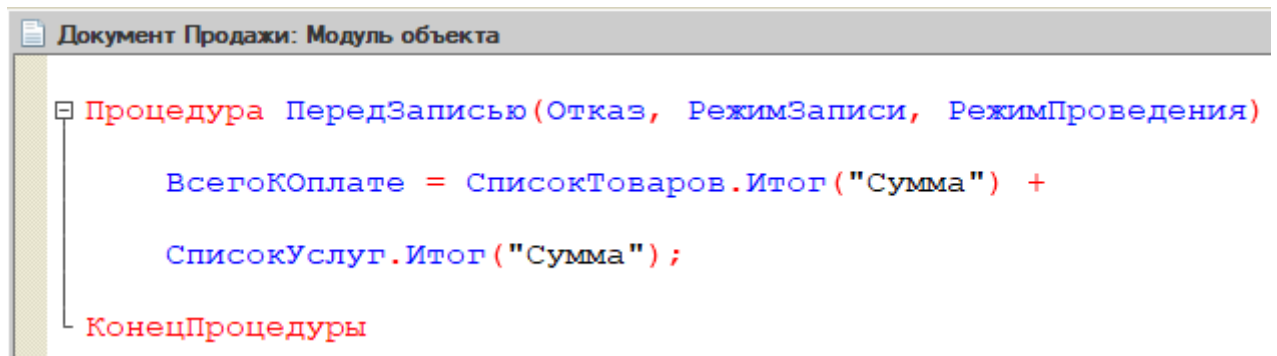 Документ Продажи: Модуль объекта
Процедура ПередЗаписью(Отказ, РежимЗаписи, РежимПроведения)
ВсегоКОплате = СписокТоваров.Итог("Сумма") +
СписокУслуг.Итог("Сумма");
КонецПроцедуры